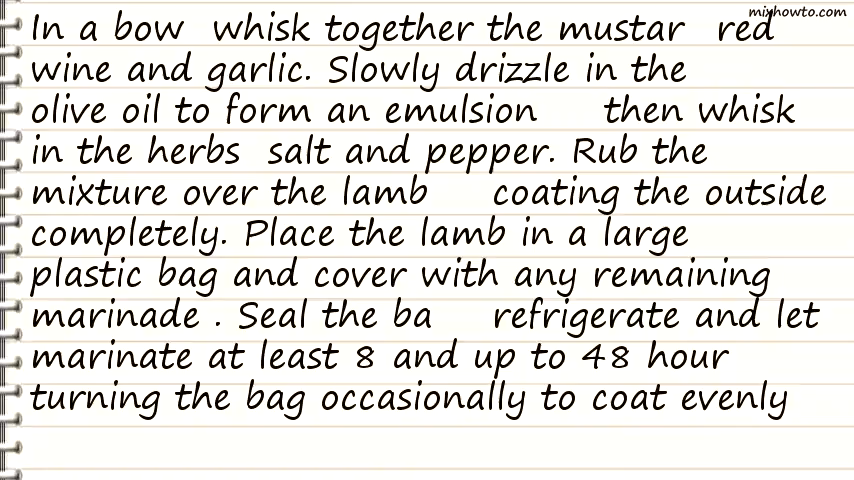 mixhowto.com
In a bow whisk together the mustar red
wine and garlic. Slowly drizzle in the
olive oil to form an emulsion then whisk
in the herbs salt and pepper. Rub the
mixture over the lamb coating the outside
completely. Place the lamb in a large
plastic bag and cover with any remaining
marinade . Seal the ba refrigerate and let
marinate at least 8 and up to 48 hour
turning the bag occasionally to coat evenly